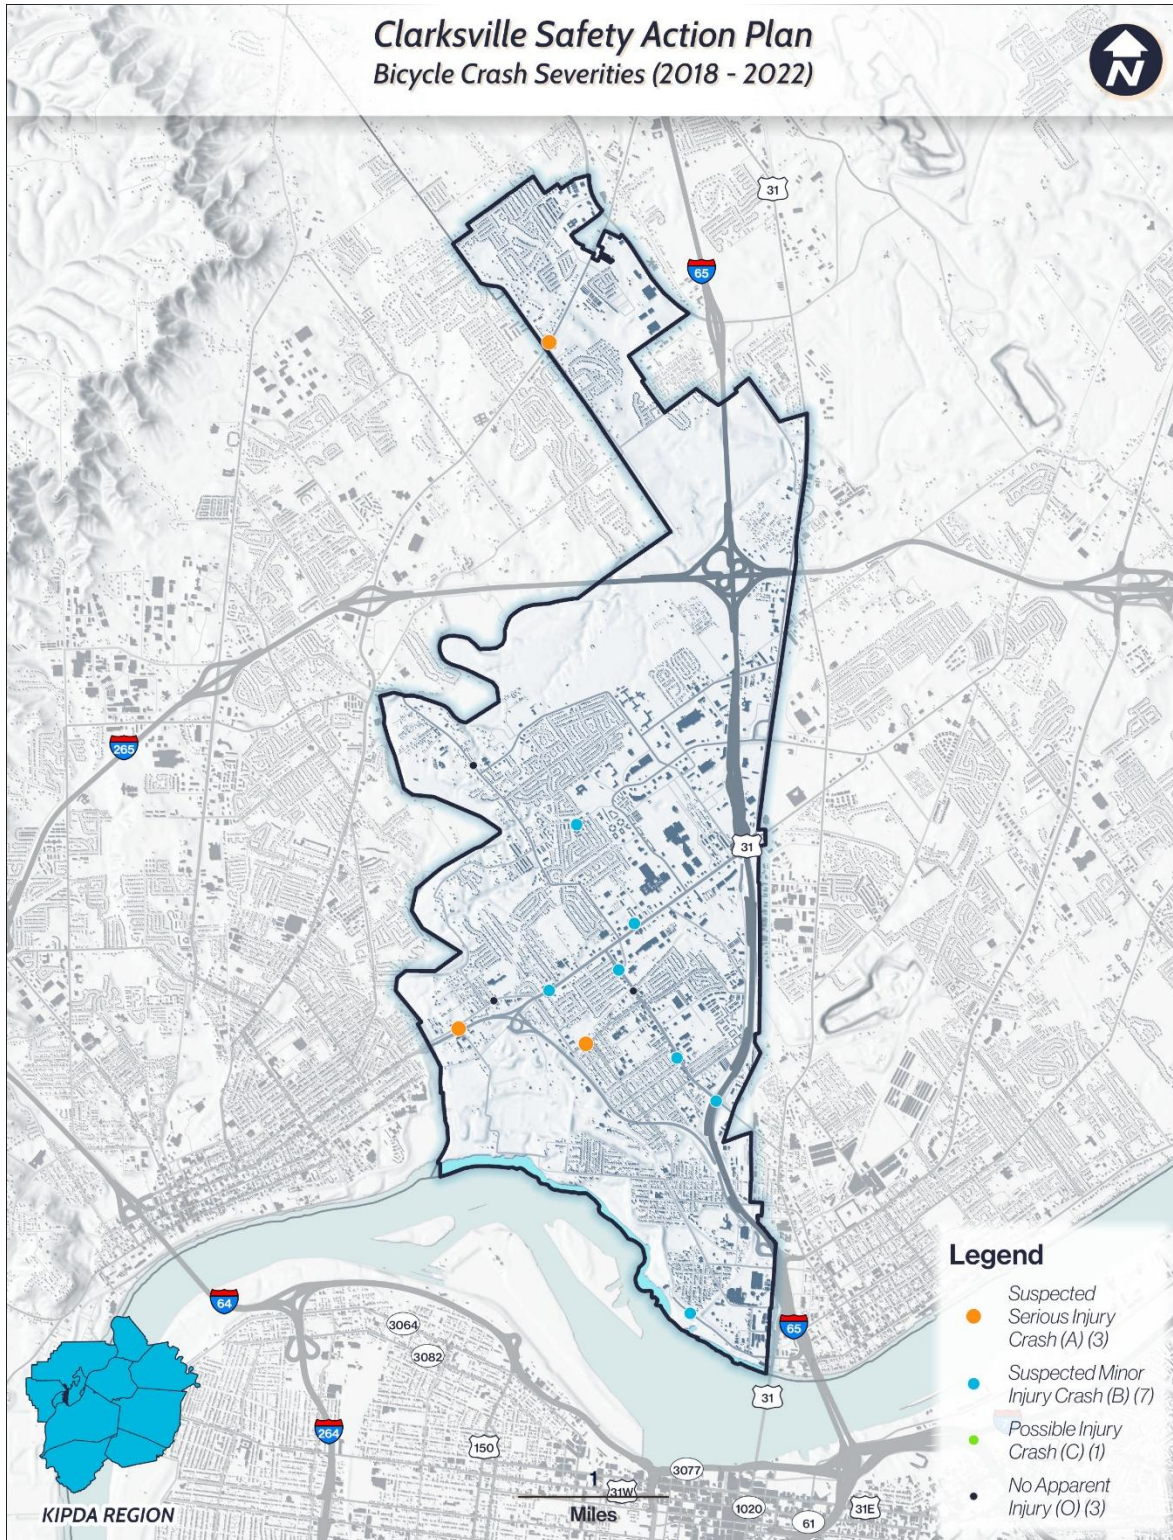 Clarksville Safety Action Plan
Bicycle Crash Severities (2018 - 2022)
N
31
65
265
31
64
3064
3082
65
31
264
150
3077
1
31W
Miles
1020
61
31E
KIPDA REGION
Legend
Suspected
Serious Injury
Crash (A) (3)
Suspected Minor
Injury Crash (B) (7)
Possible Injury
Crash (C) (1)
No Apparent
Injury (O) (3)